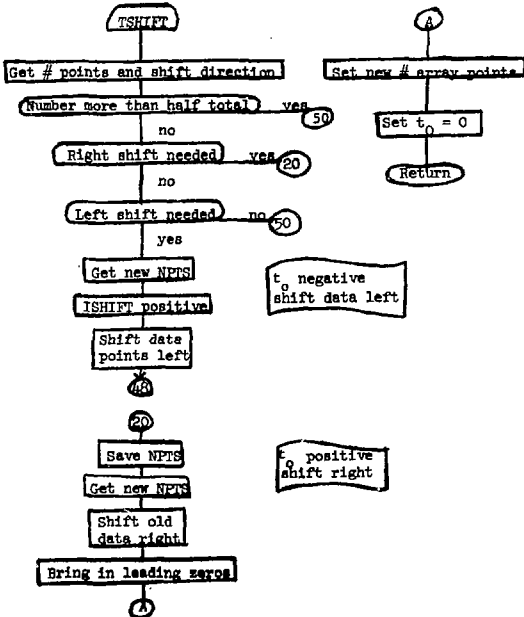 TSHIFT
Get # points and shift direction
Number more than half total
yes
50
no
Right shift needed
yes
20
no
Left shift needed
no
50
yes
Get new NPTS
ISHIFT positive
Shift data
points left
48
t₀ negative
shift data left
20
Save NPTS
Get new NPTS
Shift old
data right
Bring in leading zeros
A
t₀ positive
shift right
A
Set new # array points
Set t₀ = 0
Return